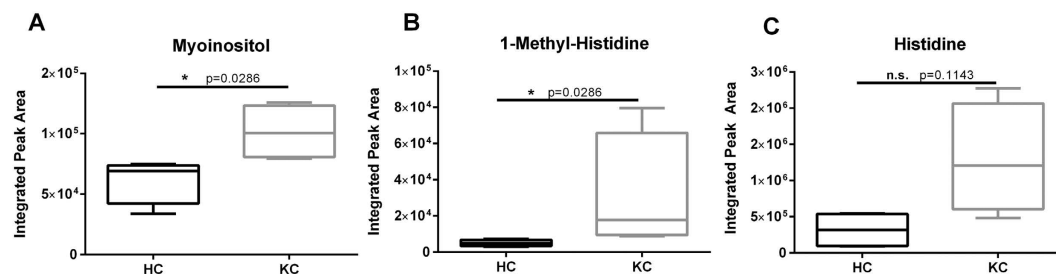 A
Myoinositol
* p=0.0286
Integrated Peak Area
2×10⁵
1×10⁵
5×10⁴
0
HC KC
B
1-Methyl-Histidine
* p=0.0286
Integrated Peak Area
1×10⁵
8×10⁴
6×10⁴
4×10⁴
2×10⁴
0
HC KC
C
Histidine
n.s. p=0.1143
Integrated Peak Area
3×10⁶
2×10⁶
2×10⁶
1×10⁶
5×10⁵
0
HC KC